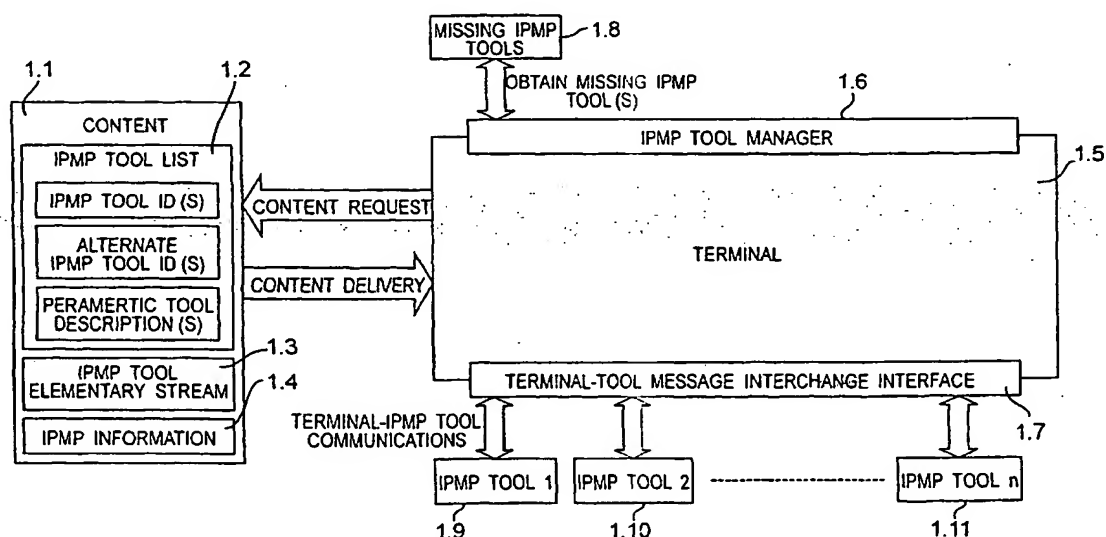 MISSING IPMP
TOOLS
1.8
OBTAIN MISSING IPMP
TOOL(S)
1.1
1.2
1.6
CONTENT
IPMP TOOL MANAGER
1.5
IPMP TOOL LIST
IPMP TOOL ID(S)
CONTENT REQUEST
ALTERNATE
IPMP TOOL ID(S)
TERMINAL
CONTENT DELIVERY
PERAMERTIC TOOL
DESCRIPTION(S)
1.3
IPMP TOOL
ELEMENTARY STREAM
1.4
TERMINAL-TOOL MESSAGE INTERCHANGE INTERFACE
IPMP INFORMATION
TERMINAL-IPMP TOOL
COMMUNICATIONS
1.7
IPMP TOOL 1
IPMP TOOL 2
IPMP TOOL n
1.9
1.10
1.11